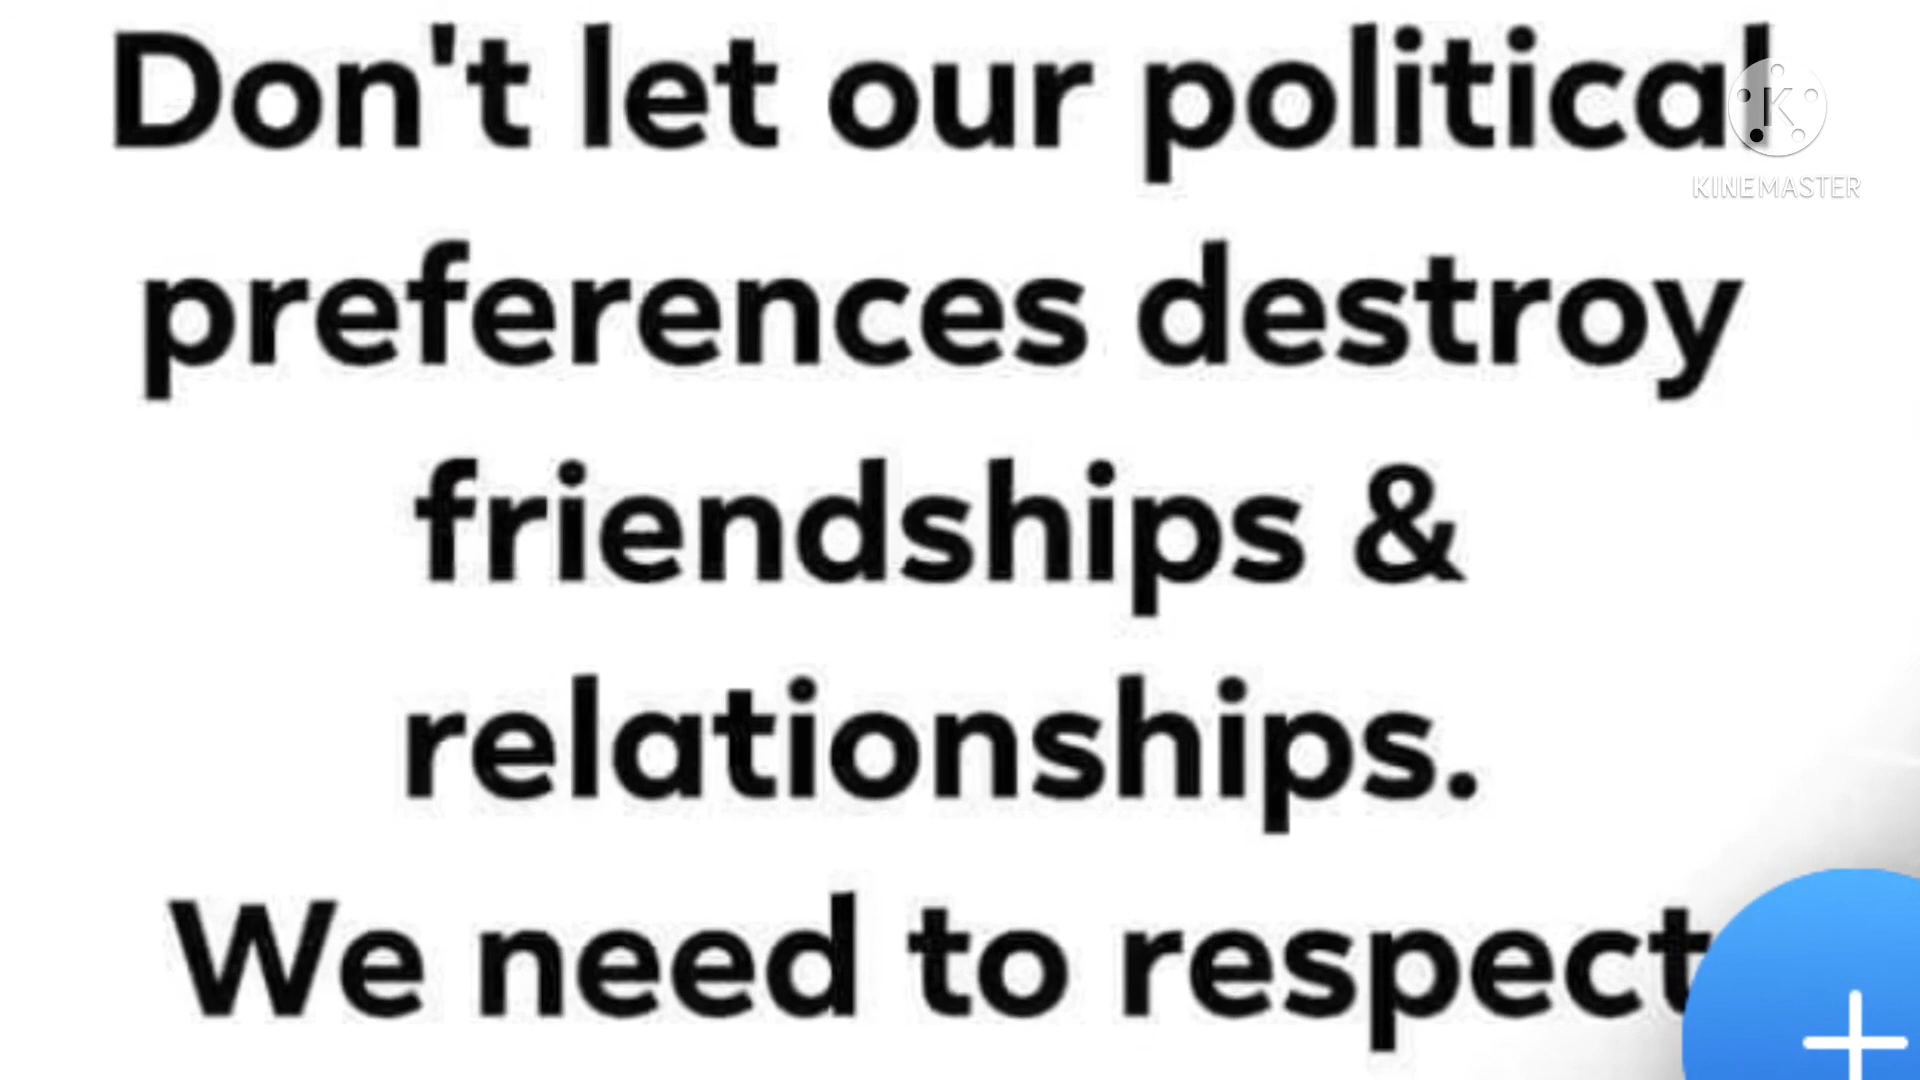 Don't let our political
KINEMASTER
preferences destroy
friendships &
relationships.
We need to respect